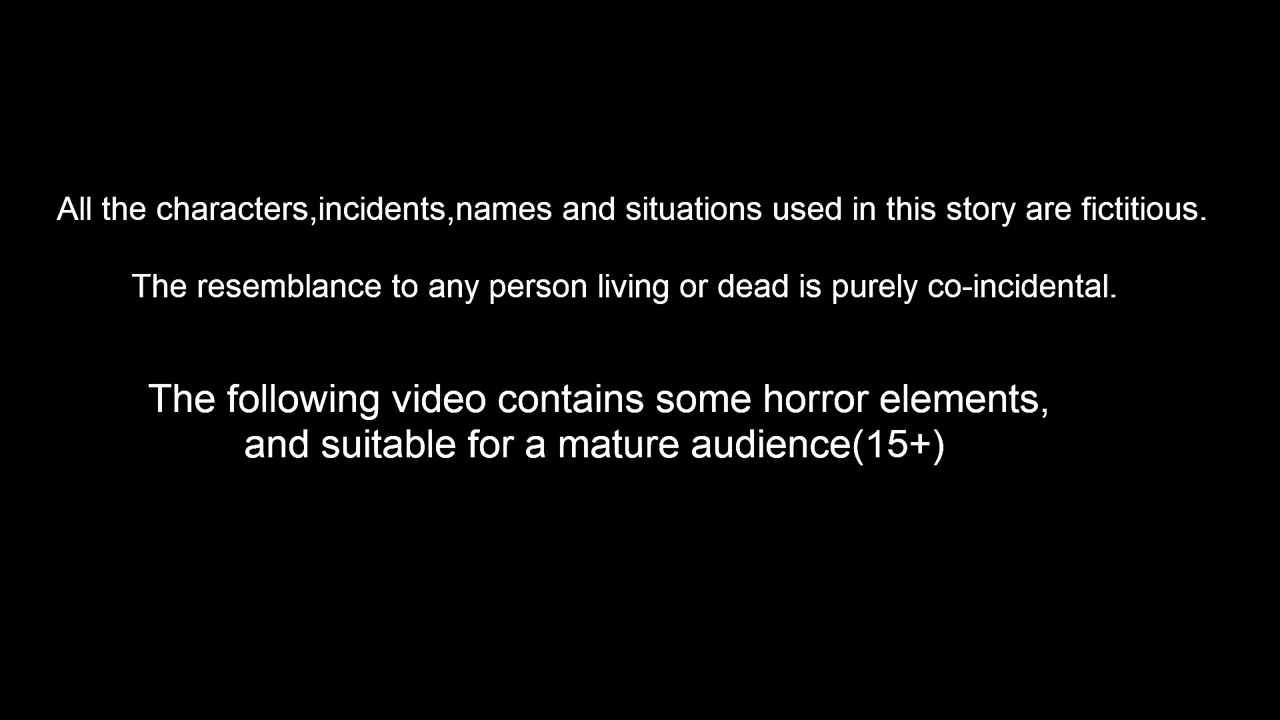 All the characters,incidents,names and situations used in this story are fictitious.
The resemblance to any person living or dead is purely co-incidental.
The following video contains some horror elements,
and suitable for a mature audience(15+)